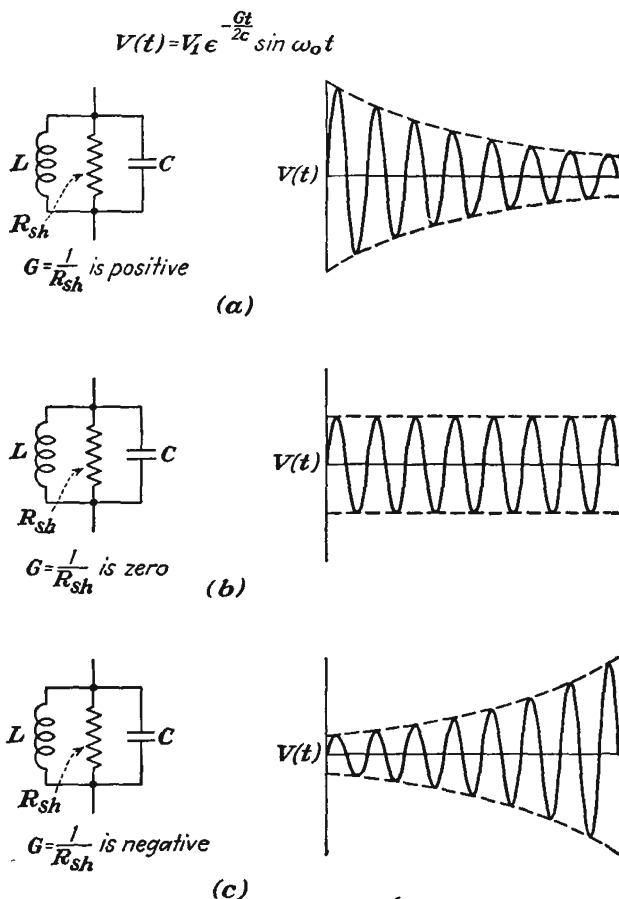 V(t)=V₁ϵ^(-Gt/2c) sin ω₀t
L
C
R_sh
V(t)
G=1/R_sh is positive
(a)
L
C
R_sh
V(t)
G=1/R_sh is zero
(b)
L
C
R_sh
V(t)
G=1/R_sh is negative
(c)